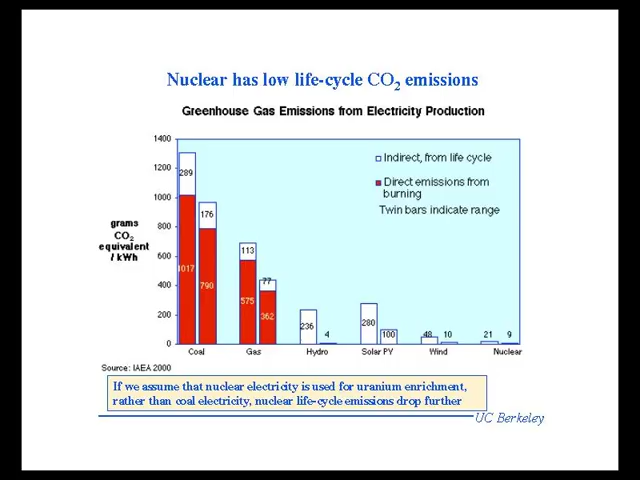 Nuclear has low life-cycle CO2 emissions
Greenhouse Gas Emissions from Electricity Production
1400
1200
1000
800
600
400
200
0
grams
CO2
equivalent
/ kWh
Indirect, from life cycle
Direct emissions from
burning
Twin bars indicate range
289
1017
176
790
113
575
77
362
236
4
280
100
48
10
21
9
Coal
Gas
Hydro
Solar PV
Wind
Nuclear
Source: IAEA 2000
If we assume that nuclear electricity is used for uranium enrichment,
rather than coal electricity, nuclear life-cycle emissions drop further
UC Berkeley